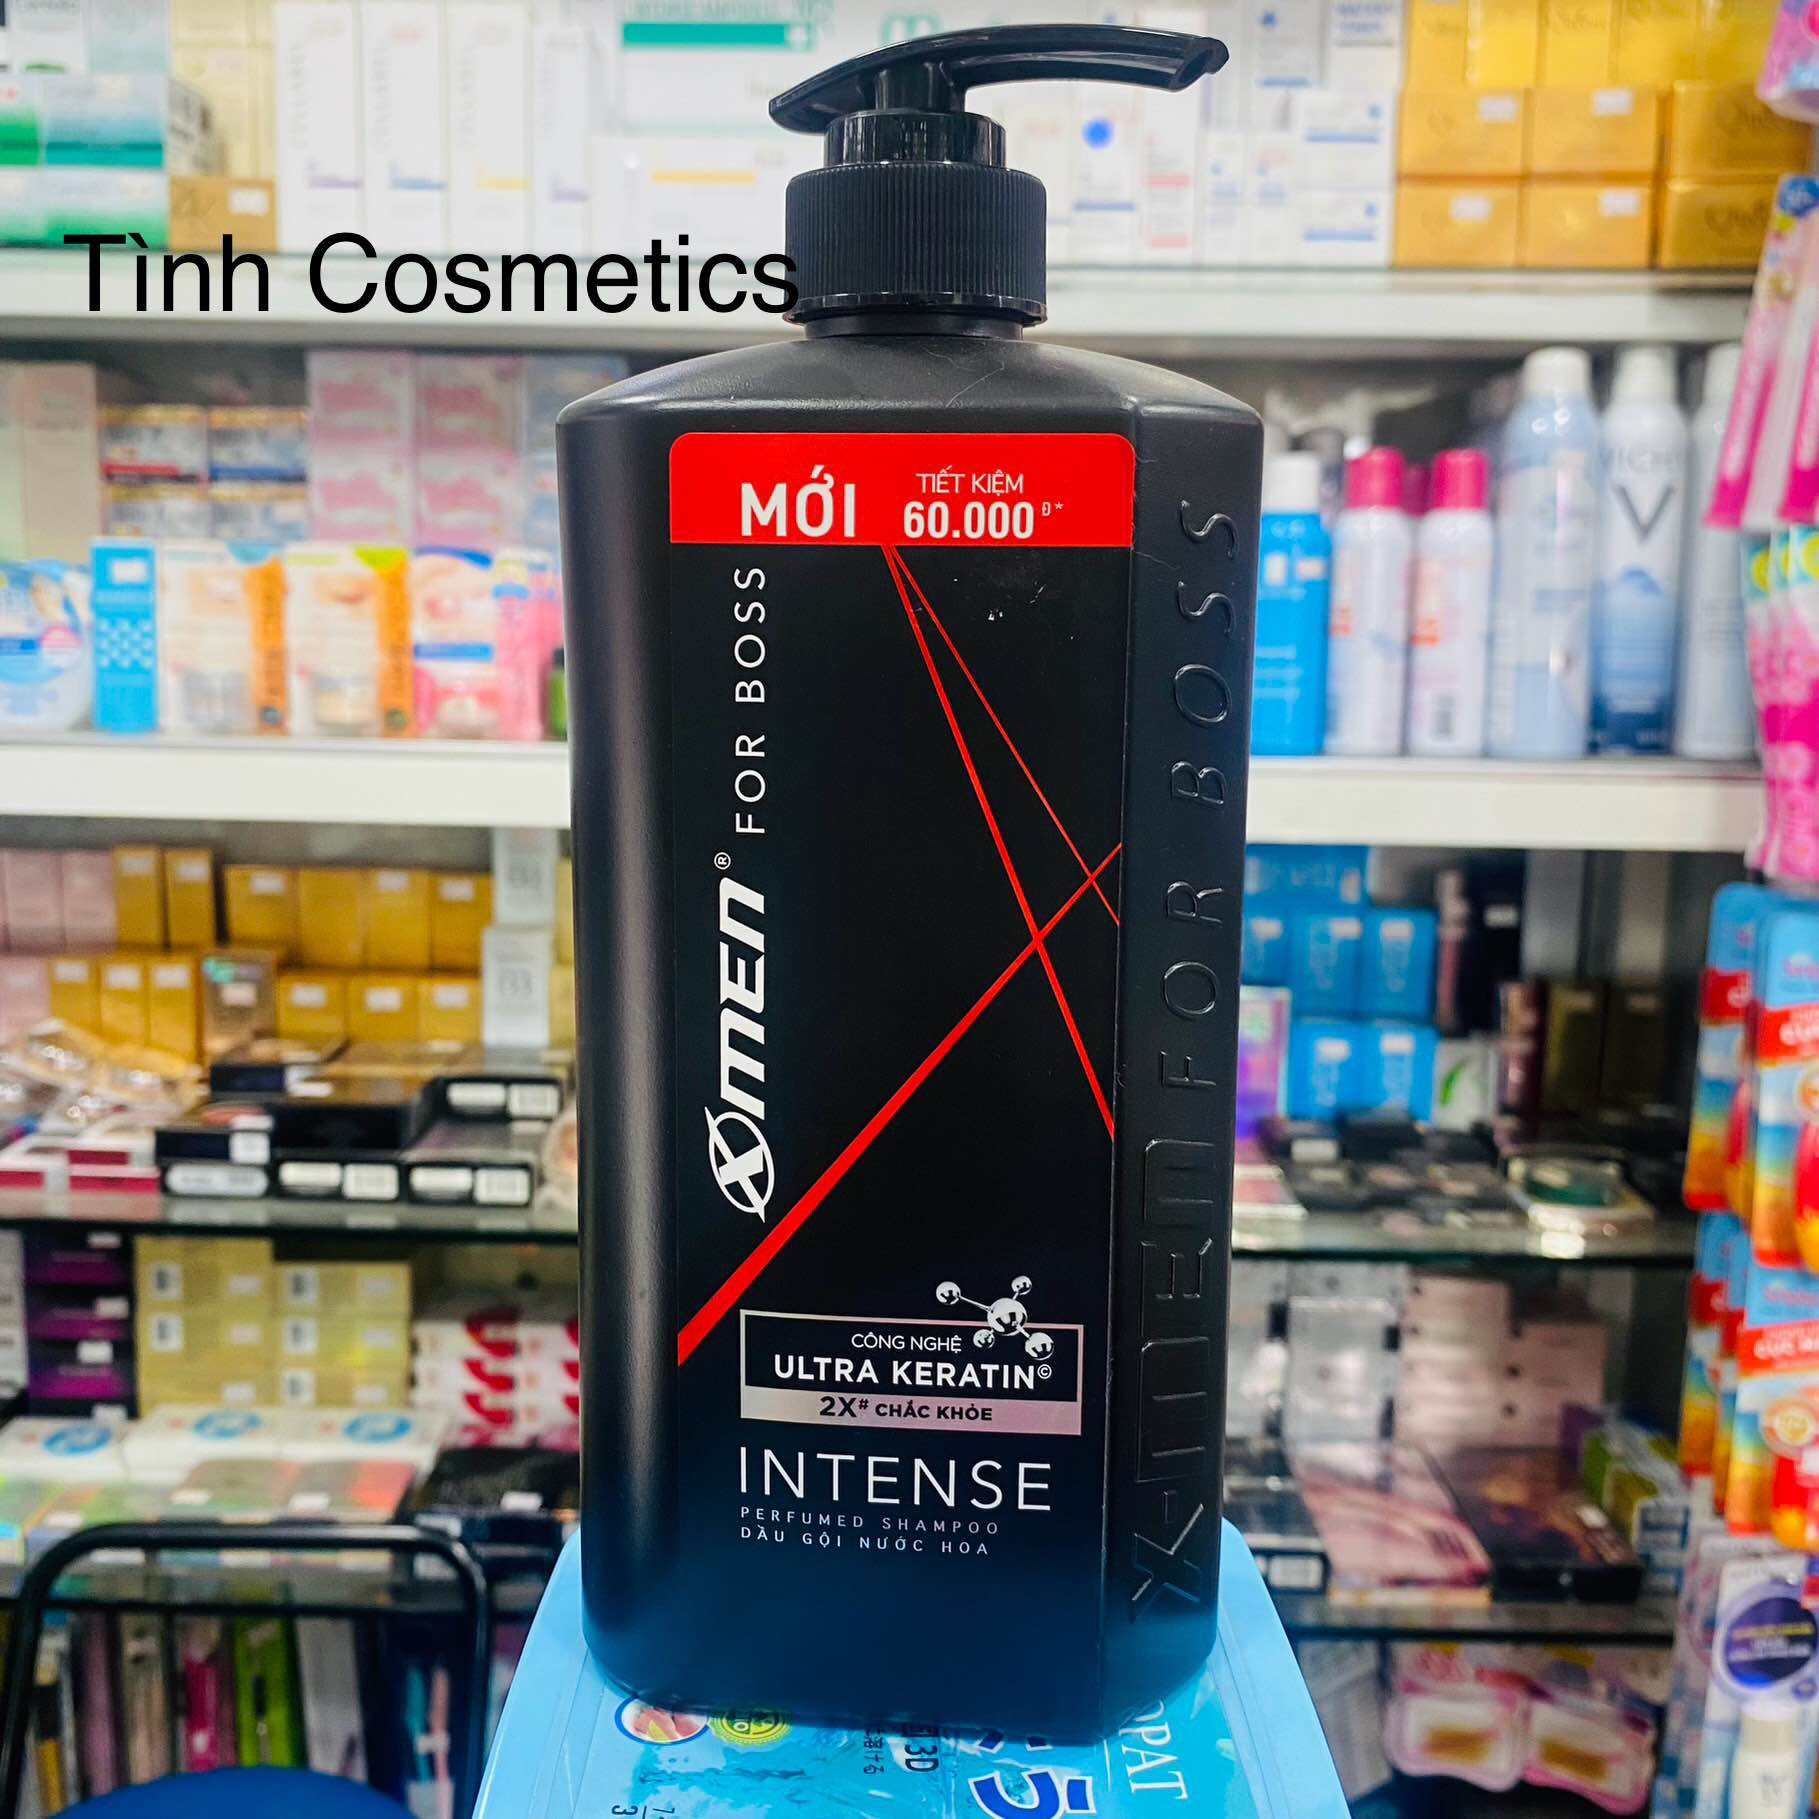 Tình Cosmetics
MỚI
TIẾT KIỆM
60.000 Đ*
XMEN® FOR BOSS
X-MEN FOR BOSS
CÔNG NGHỆ
ULTRA KERATIN©
2X# CHẮC KHỎE
INTENSE
PERFUMED SHAMPOO
DẦU GỘI NƯỚC HOA